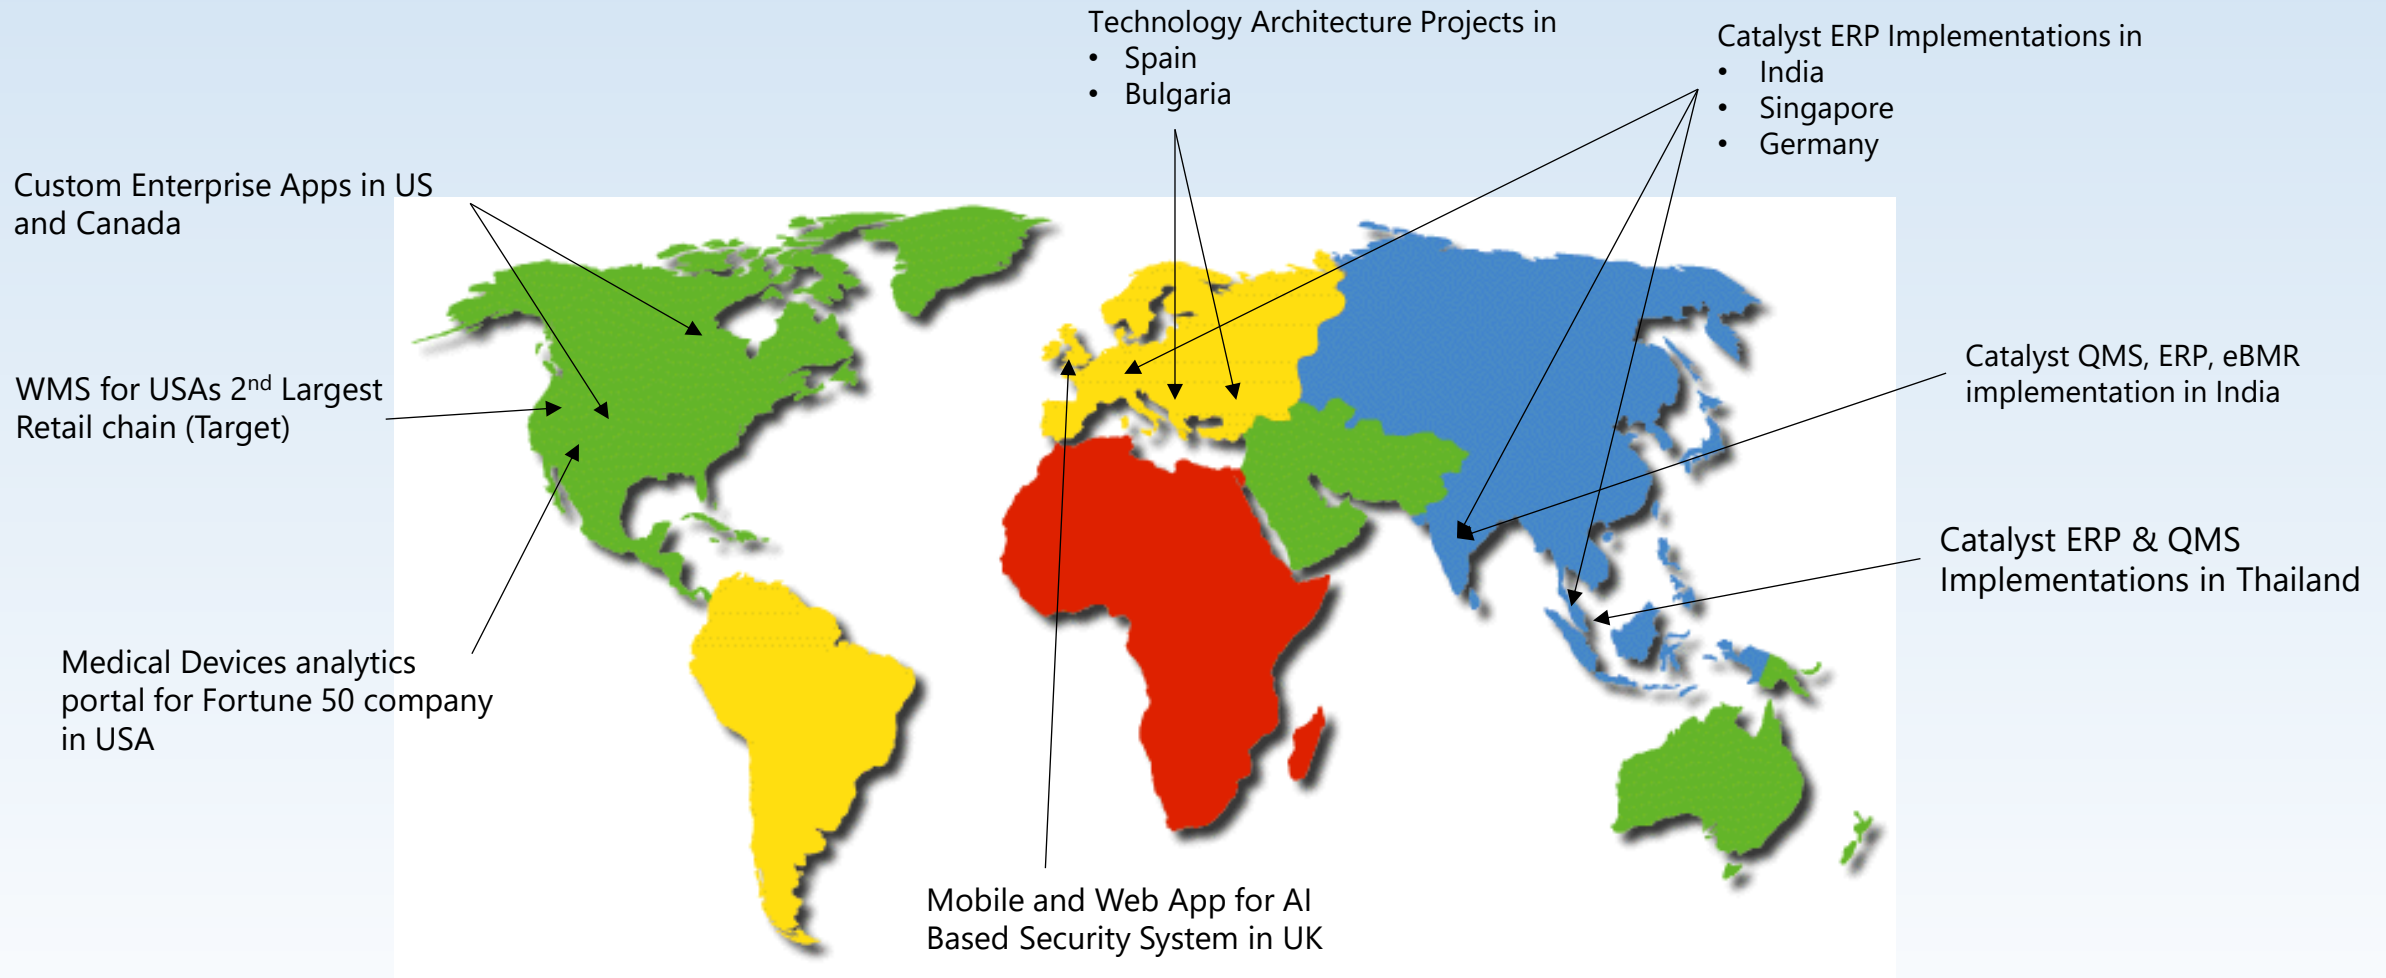 Technology Architecture Projects in
• Spain
• Bulgaria
Catalyst ERP Implementations in
• India
• Singapore
• Germany
Custom Enterprise Apps in US
and Canada
WMS for USAs 2nd Largest
Retail chain (Target)
Catalyst QMS, ERP, eBMR
implementation in India
Catalyst ERP & QMS
Implementations in Thailand
Medical Devices analytics
portal for Fortune 50 company
in USA
Mobile and Web App for AI
Based Security System in UK